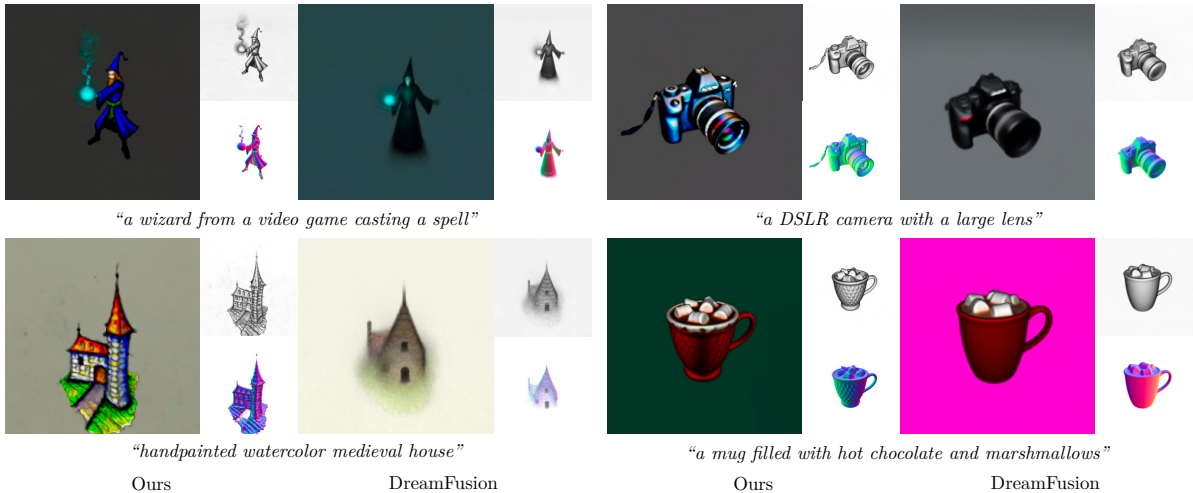 “a wizard from a video game casting a spell”
“a DSLR camera with a large lens”
“handpainted watercolor medieval house”
“a mug filled with hot chocolate and marshmallows”
Ours
DreamFusion
Ours
DreamFusion